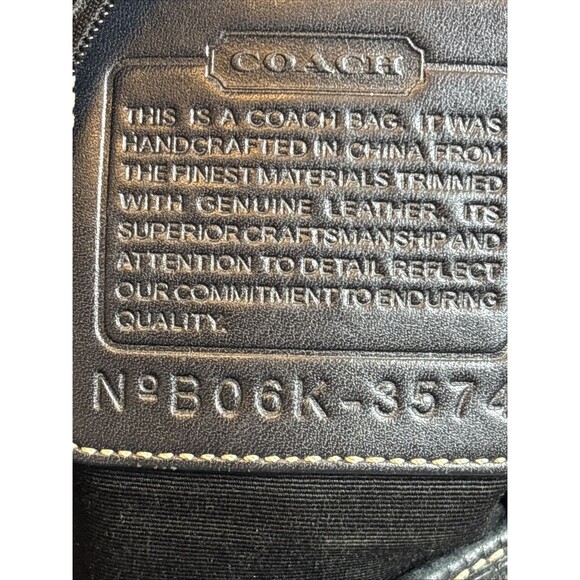 COACH
THIS IS A COACH BAG. IT WAS
HANDCRAFTED IN CHINA FROM
THE FINEST MATERIALS TRIMMED
WITH GENUINE LEATHER. ITS
SUPERIOR CRAFTSMANSHIP AND
ATTENTION TO DETAIL REFLECT
OUR COMMITMENT TO ENDURING
QUALITY.
NºB06K-3574